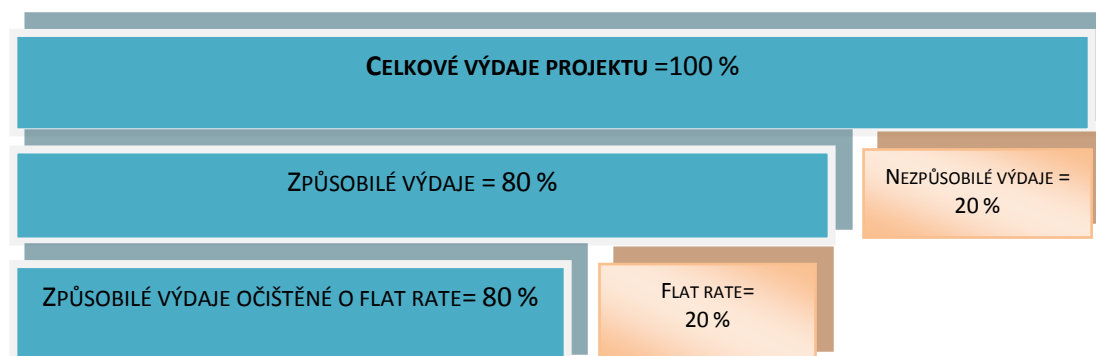 CELKOVÉ VÝDAJE PROJEKTU =100 %
ZPŮSOBILÉ VÝDAJE = 80 %
NEZPŮSOBILÉ VÝDAJE =
20 %
ZPŮSOBILÉ VÝDAJE OČIŠTĚNÉ O FLAT RATE= 80 %
FLAT RATE=
20 %